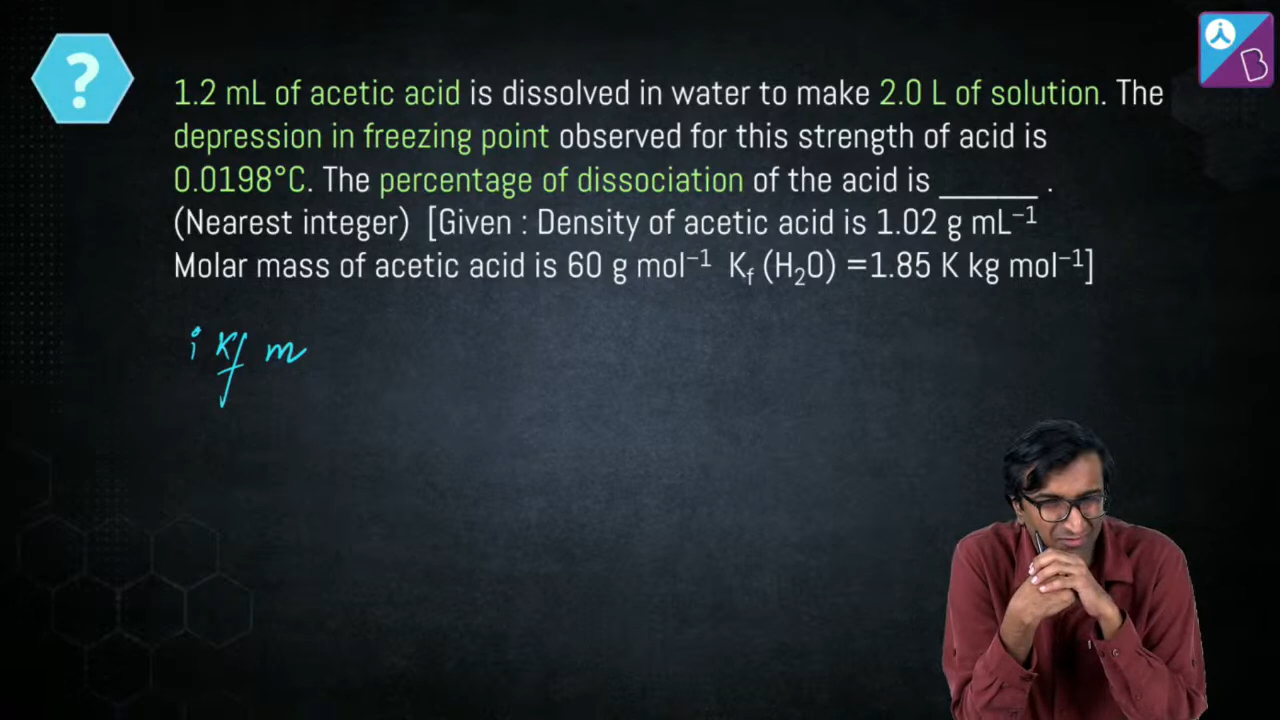 ?
1.2 mL of acetic acid is dissolved in water to make 2.0 L of solution. The
depression in freezing point observed for this strength of acid is
0.0198°C. The percentage of dissociation of the acid is ______ .
(Nearest integer) [Given : Density of acetic acid is 1.02 g mL⁻¹
Molar mass of acetic acid is 60 g mol⁻¹ K_f (H₂O) =1.85 K kg mol⁻¹]
i K_f m
B